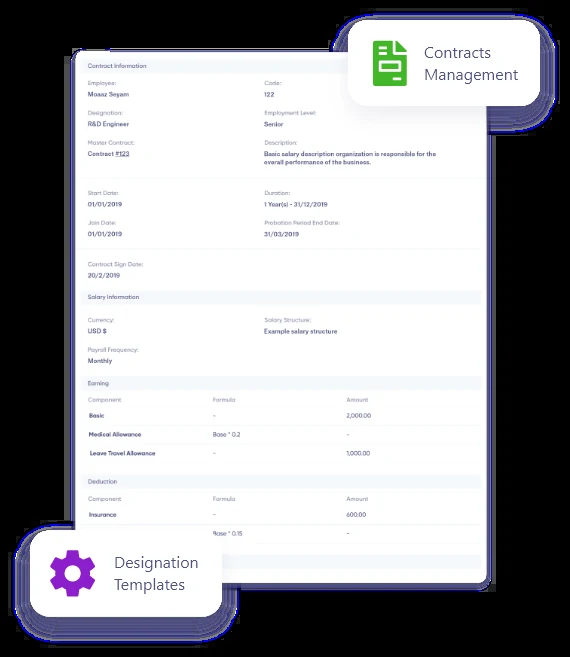 Contracts
Management
Contract Information
Employee: Code:
Moaaz Seyam 122
Designation: Employment Level:
R&D Engineer Senior
Master Contract: Description:
Contract #123 Basic salary description organization is responsible for the
overall performance of the business.
Start Date: Duration:
01/01/2019 1 Year(s) - 31/12/2019
Join Date: Probation Period End Date:
01/01/2019 31/03/2019
Contract Sign Date:
20/2/2019
Salary Information
Currency: Salary Structure:
USD $ Example salary structure
Payroll Frequency:
Monthly
Earning
Component Formula Amount
Basic - 2,000.00
Medical Allowance Base * 0.2 -
Leave Travel Allowance - 1,000.00
Deduction
Component Formula Amount
Insurance - 600.00
Base * 0.15 -
Designation
Templates